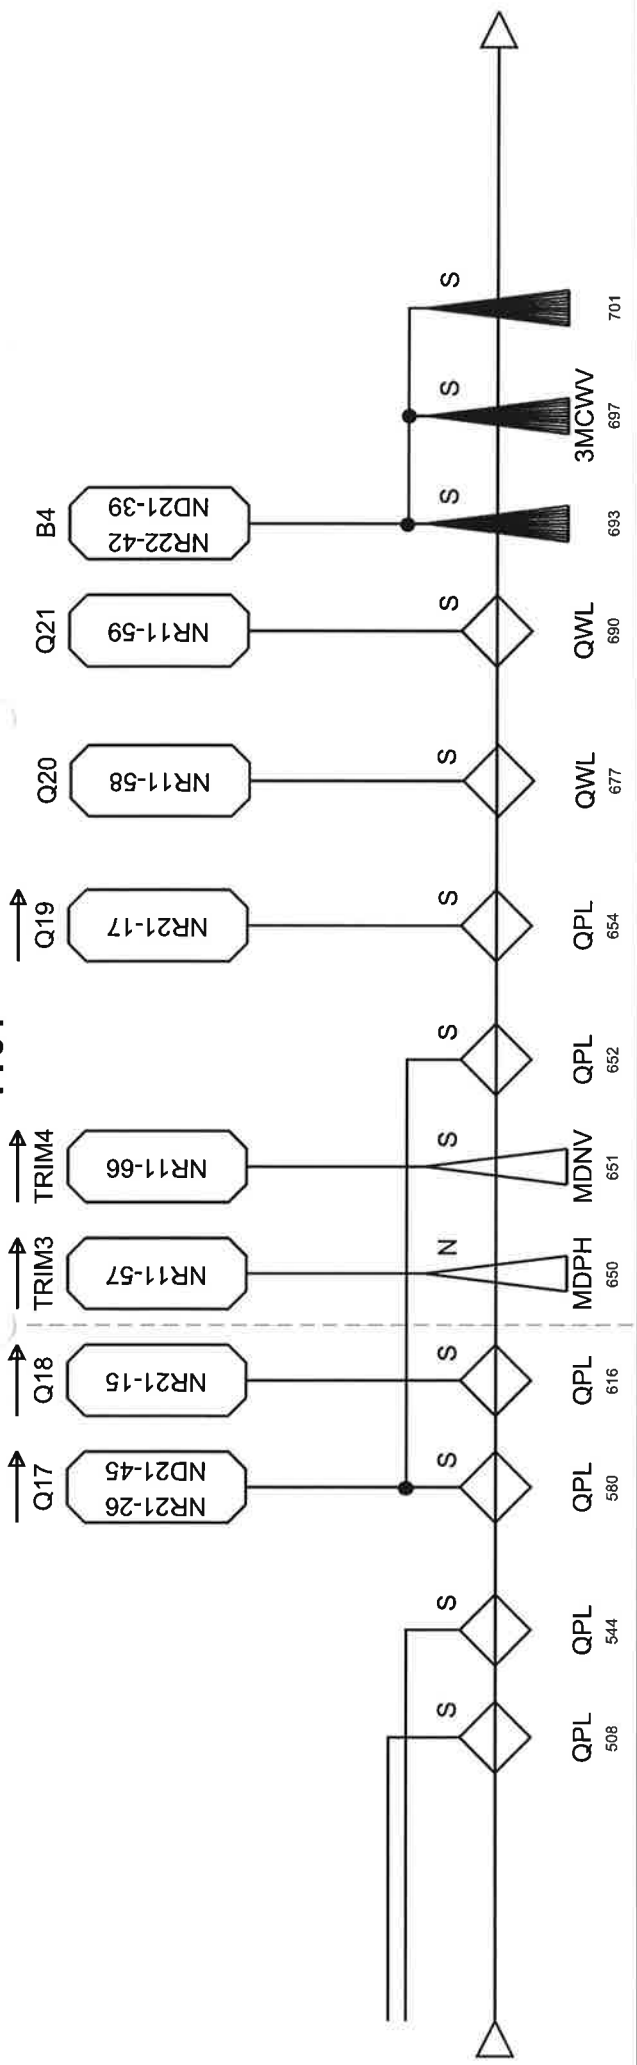 Q17 Q18 TRIM3 TRIM4 Q19 Q20 Q21 B4
NR21-26
ND21-45
NR21-15
NR11-57
NR11-66
NR21-17
NR11-58
NR11-59
NR22-42
ND21-39
S S S S N S S S S S S S S
QPL QPL QPL QPL MDPH MDNV QPL QPL QWL QWL 3MCWV
508 544 580 616 650 651 652 654 677 690 693 697 701